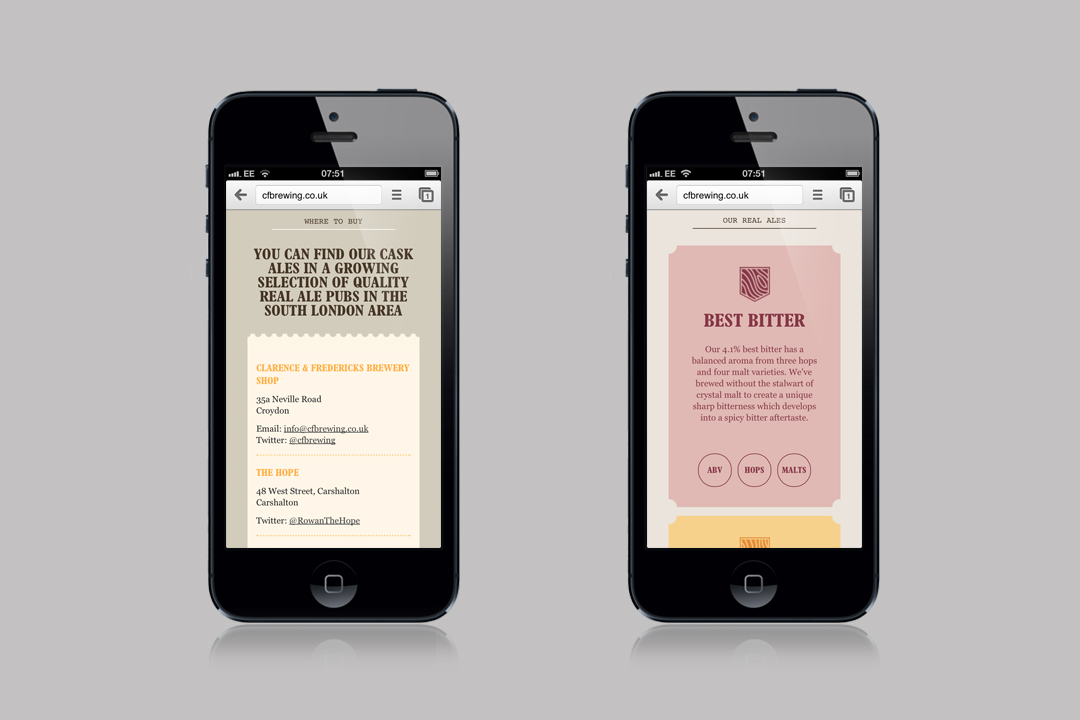 EE 07:51
cfbrewing.co.uk 1
WHERE TO BUY
YOU CAN FIND OUR CASK
ALES IN A GROWING
SELECTION OF QUALITY
REAL ALE PUBS IN THE
SOUTH LONDON AREA
CLARENCE & FREDERICKS BREWERY
SHOP
35a Neville Road
Croydon
Email: info@cfbrewing.co.uk
Twitter: @cfbrewing
THE HOPE
48 West Street, Carshalton
Carshalton
Twitter: @RowanTheHope
EE 07:51
cfbrewing.co.uk 1
OUR REAL ALES
BEST BITTER
Our 4.1% best bitter has a
balanced aroma from three hops
and four malt varieties. We've
brewed without the stalwart of
crystal malt to create a unique
sharp bitterness which develops
into a spicy bitter aftertaste.
ABV HOPS MALTS